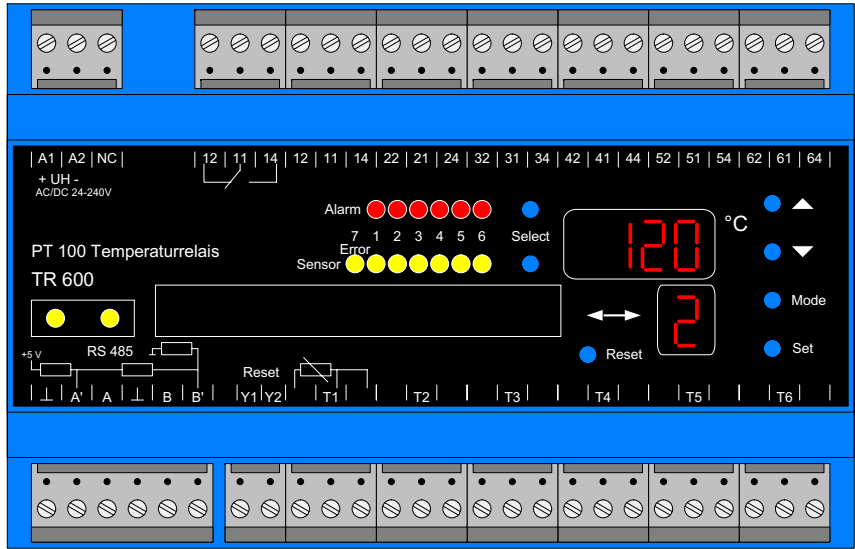 A1 A2 NC 12 11 14 12 11 14 22 21 24 32 31 34 42 41 44 52 51 54 62 61 64
+ UH -
AC/DC 24-240V
Alarm
7 1 2 3 4 5 6 Select
Error
Sensor
120 °C
PT 100 Temperaturrelais
TR 600
2
Mode
RS 485
Reset
Set
+5 V
Reset
⊥ A' A ⊥ B B' Y1 Y2 T1 T2 T3 T4 T5 T6